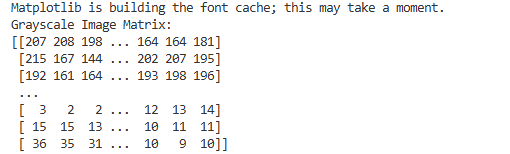 Matplotlib is building the font cache; this may take a moment.
Grayscale Image Matrix:
[[207 208 198 ... 164 164 181]
 [215 167 144 ... 202 207 195]
 [192 161 164 ... 193 198 196]
 ...
 [  3   2   2 ...  12  13  14]
 [ 15  15  13 ...  10  11  11]
 [ 36  35  31 ...  10   9  10]]